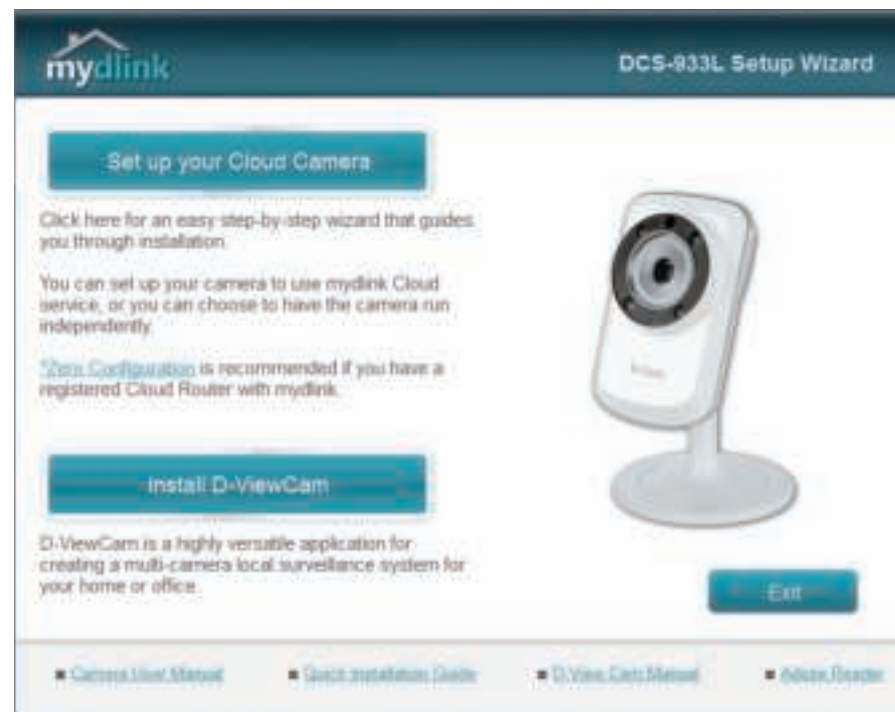 mydlink
DCS-933L Setup Wizard
Set up your Cloud Camera
Click here for an easy step-by-step wizard that guides
you through installation.
You can set up your camera to use mydlink Cloud
service, or you can choose to have the camera run
independently.
*Zero Configuration is recommended if you have a
registered Cloud Router with mydlink.
Install D-ViewCam
D-ViewCam is a highly versatile application for
creating a multi-camera local surveillance system for
your home or office.
Exit
Camera User Manual
Quick Installation Guide
D-View Cam Manual
Adobe Reader